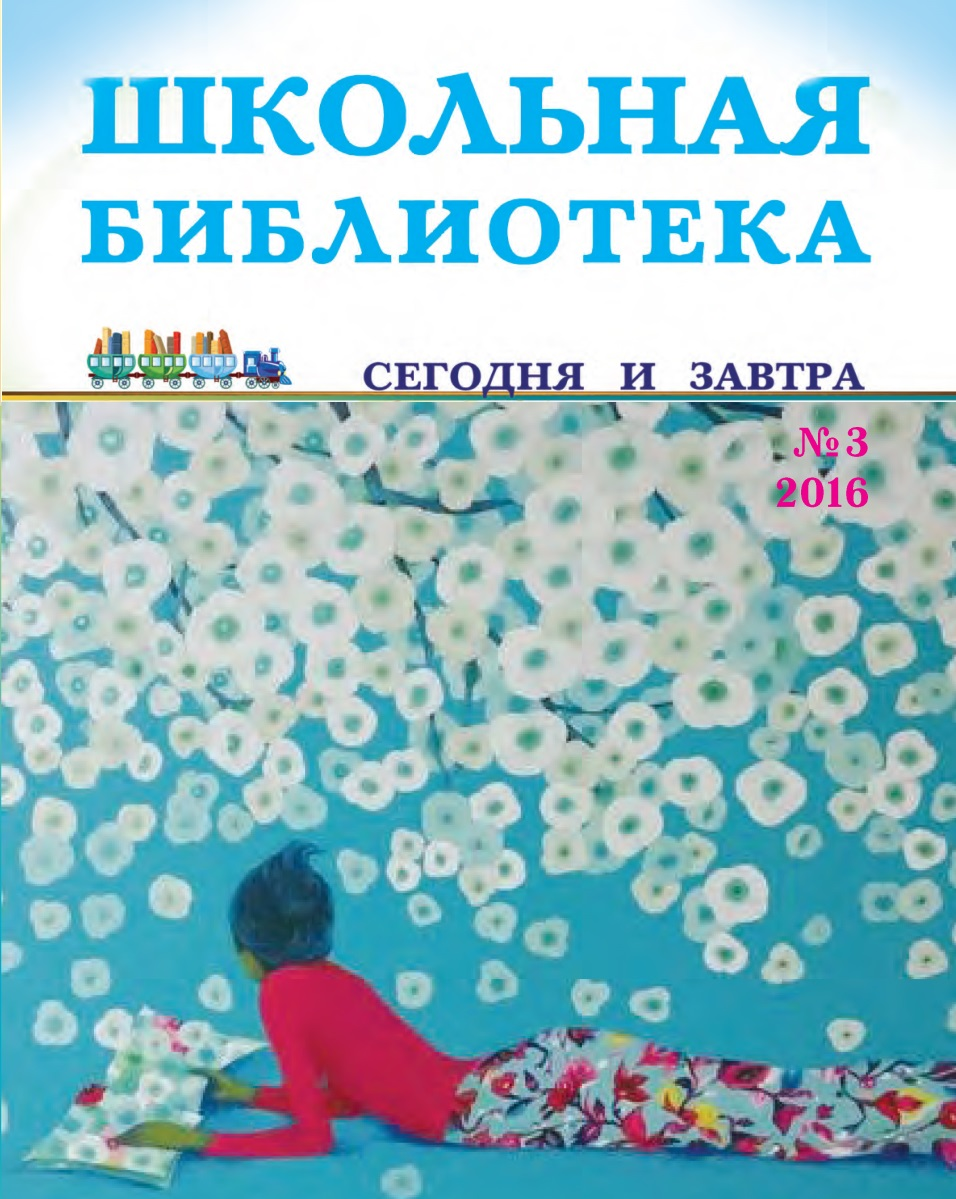 ШКОЛЬНАЯ
БИБЛИОТЕКА
СЕГОДНЯ И ЗАВТРА
№ 3
2016